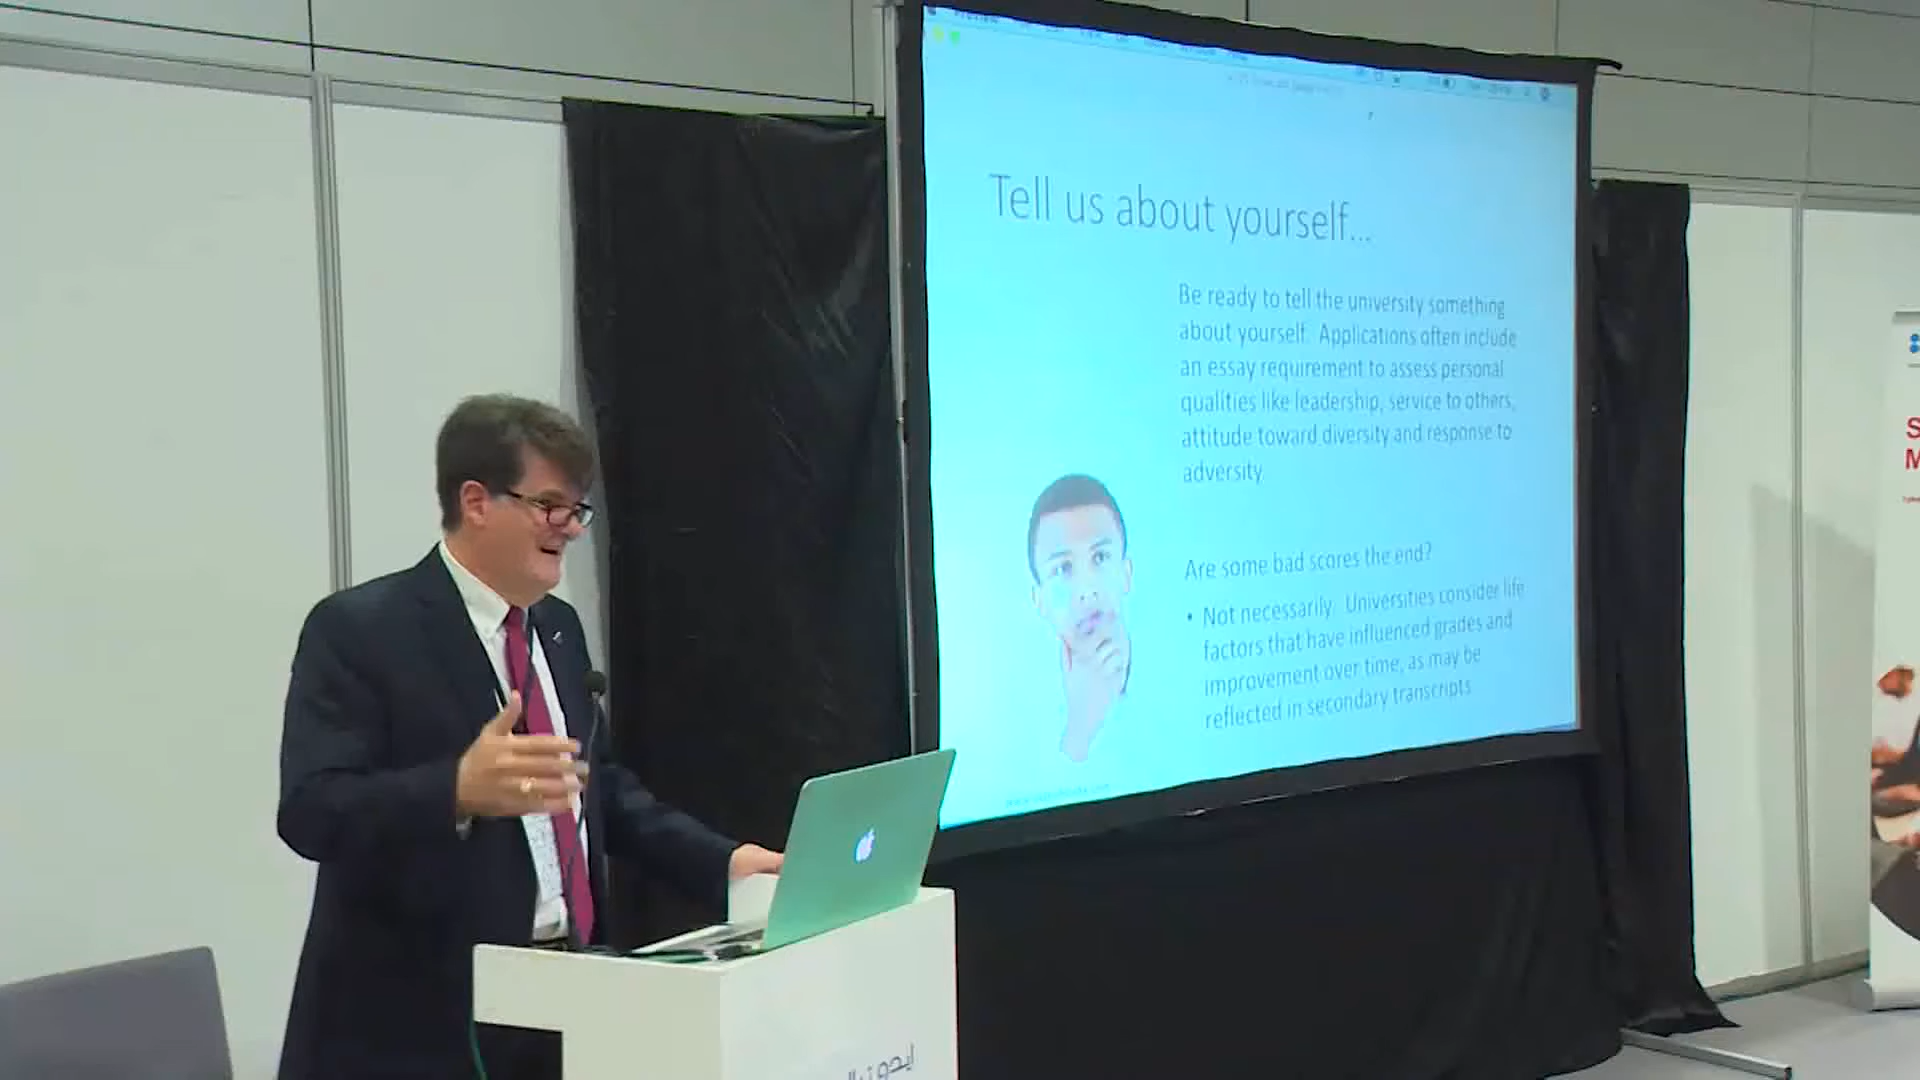 Tell us about yourself...
Be ready to tell the university something
about yourself. Applications often include
an essay requirement to assess personal
qualities like leadership, service to others,
attitude toward diversity and response to
adversity
Are some bad scores the end?
• Not necessarily. Universities consider life
factors that have influenced grades and
improvement over time, as may be
reflected in secondary transcripts
S
M